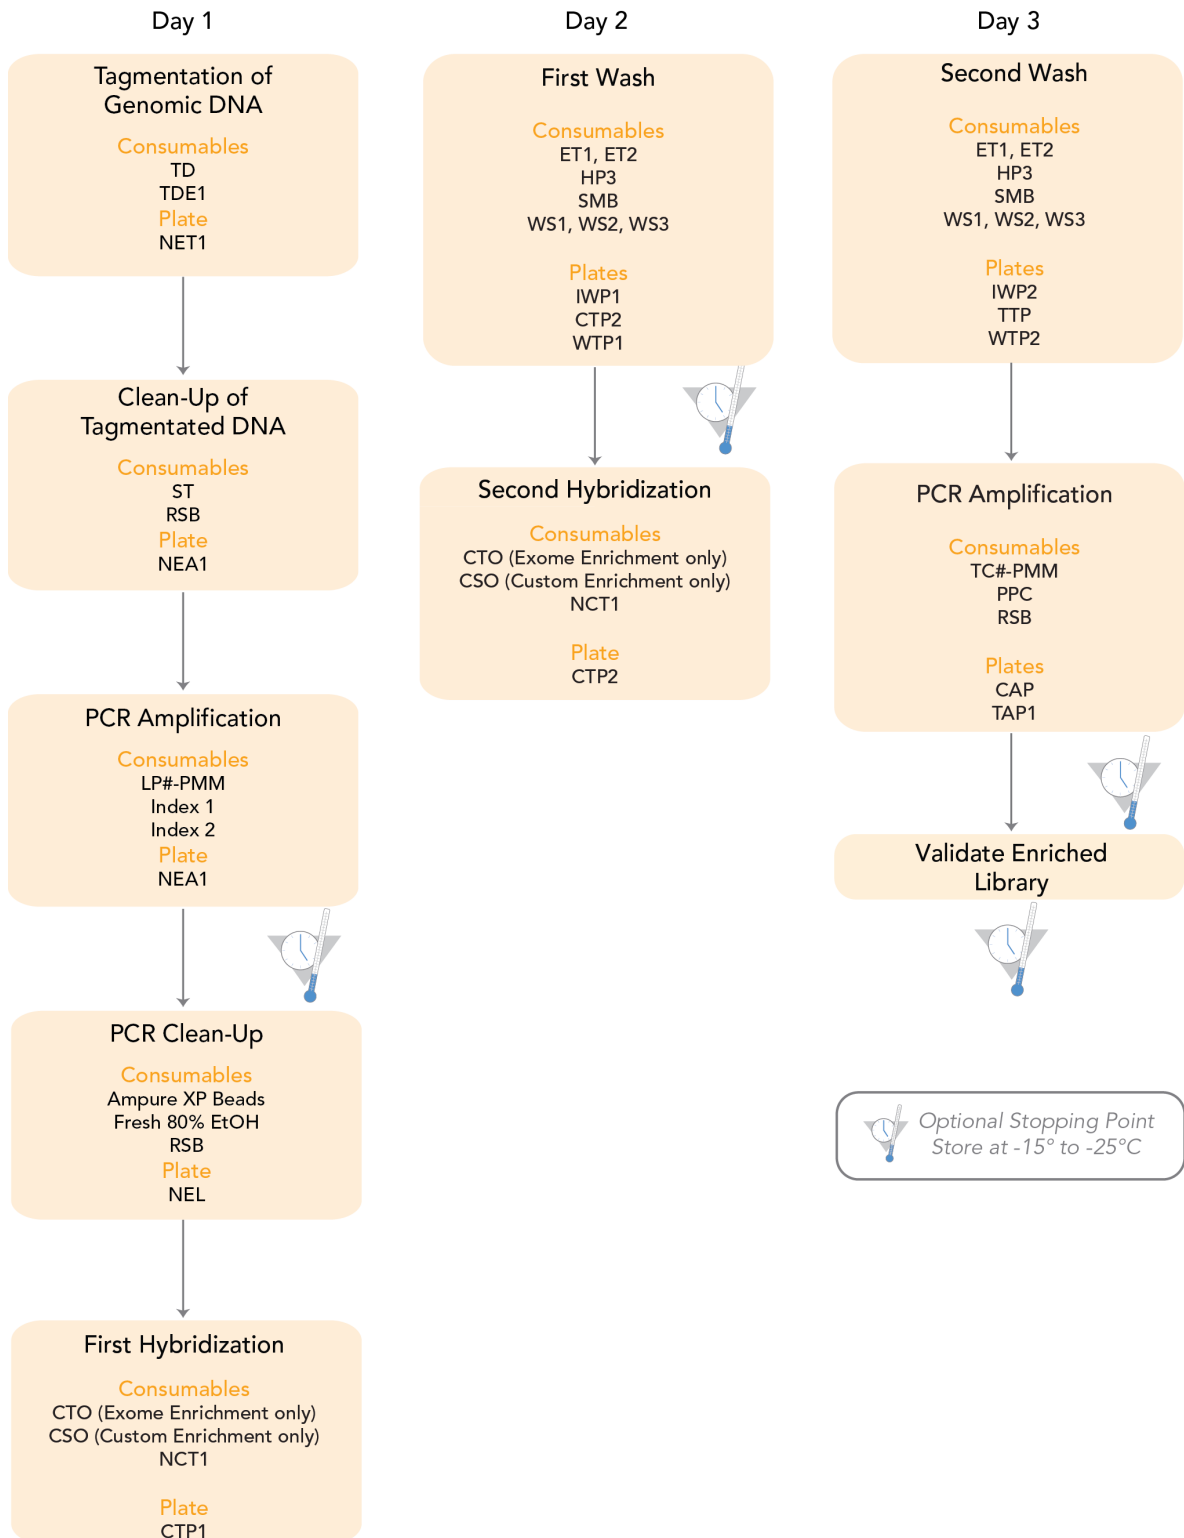 Day 1
Tagmentation of
Genomic DNA
Consumables
TD
TDE1
Plate
NET1
Clean-Up of
Tagmentated DNA
Consumables
ST
RSB
Plate
NEA1
PCR Amplification
Consumables
LP#-PMM
Index 1
Index 2
Plate
NEA1
PCR Clean-Up
Consumables
Ampure XP Beads
Fresh 80% EtOH
RSB
Plate
NEL
First Hybridization
Consumables
CTO (Exome Enrichment only)
CSO (Custom Enrichment only)
NCT1
Plate
CTP1
Day 2
First Wash
Consumables
ET1, ET2
HP3
SMB
WS1, WS2, WS3
Plates
IWP1
CTP2
WTP1
Second Hybridization
Consumables
CTO (Exome Enrichment only)
CSO (Custom Enrichment only)
NCT1
Plate
CTP2
Day 3
Second Wash
Consumables
ET1, ET2
HP3
SMB
WS1, WS2, WS3
Plates
IWP2
TTP
WTP2
PCR Amplification
Consumables
TC#-PMM
PPC
RSB
Plates
CAP
TAP1
Validate Enriched
Library
Optional Stopping Point
Store at -15° to -25°C